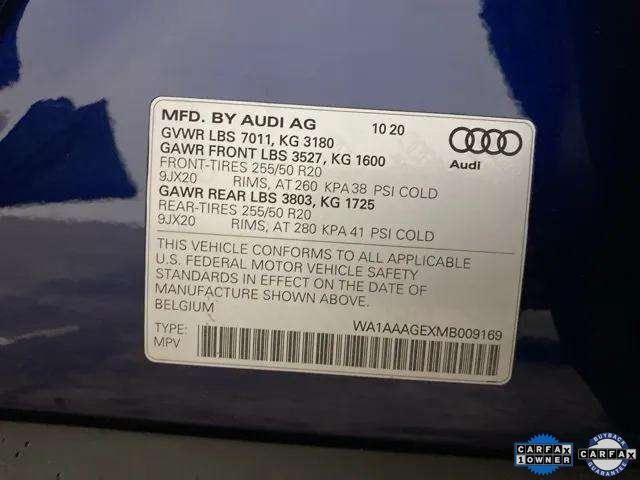 MFD. BY AUDI AG 10 20
GVWR LBS 7011, KG 3180
GAWR FRONT LBS 3527, KG 1600
FRONT-TIRES 255/50 R20
9JX20 RIMS, AT 260 KPA 38 PSI COLD
GAWR REAR LBS 3803, KG 1725
REAR-TIRES 255/50 R20
9JX20 RIMS, AT 280 KPA 41 PSI COLD
Audi
THIS VEHICLE CONFORMS TO ALL APPLICABLE
U.S. FEDERAL MOTOR VEHICLE SAFETY
STANDARDS IN EFFECT ON THE DATE OF
MANUFACTURE SHOWN ABOVE.
BELGIUM
WA1AAAGEXMB009169
TYPE:
MPV
CARFAX
1 OWNER
BUYBACK
CARFAX
GUARANTEE